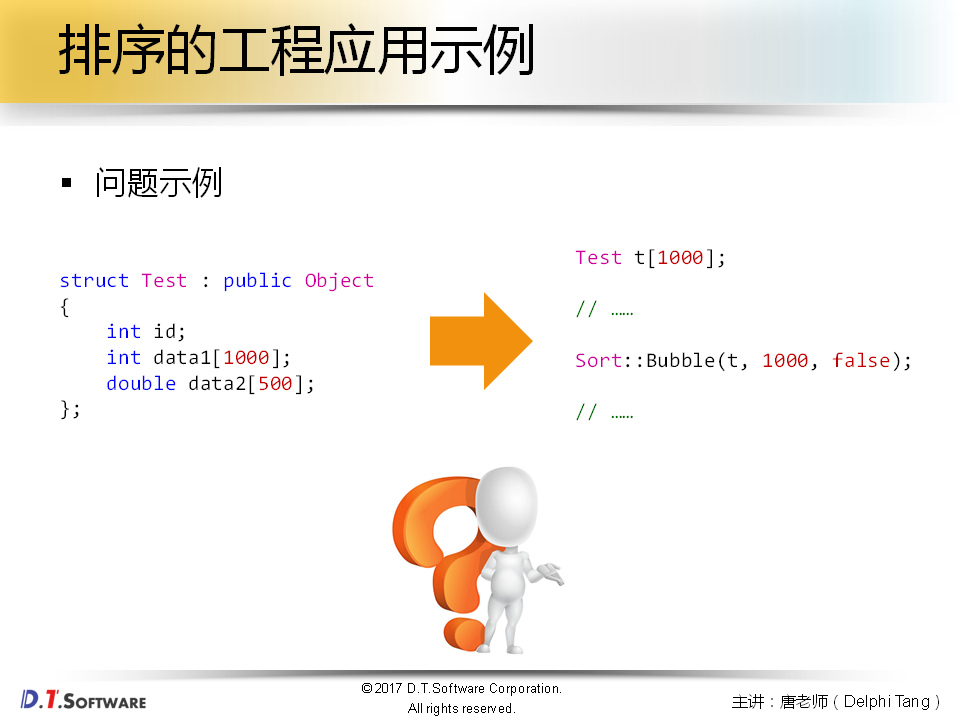 排序的工程应用示例
▪ 问题示例
struct Test : public Object
{
    int id;
    int data1[1000];
    double data2[500];
};
Test t[1000];
// ……
Sort::Bubble(t, 1000, false);
// ……
D.T.SOFTWARE
©2017 D.T.Software Corporation.
All rights reserved.
主讲：唐老师（Delphi Tang）